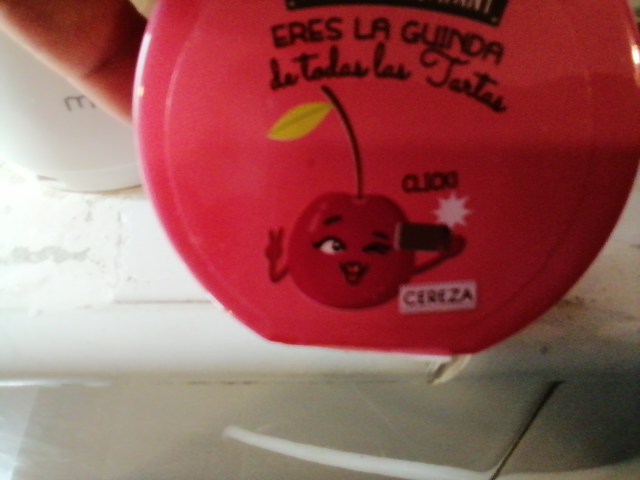 ERES LA GUINDA
de todas las Tartas
CLICK!
CEREZA